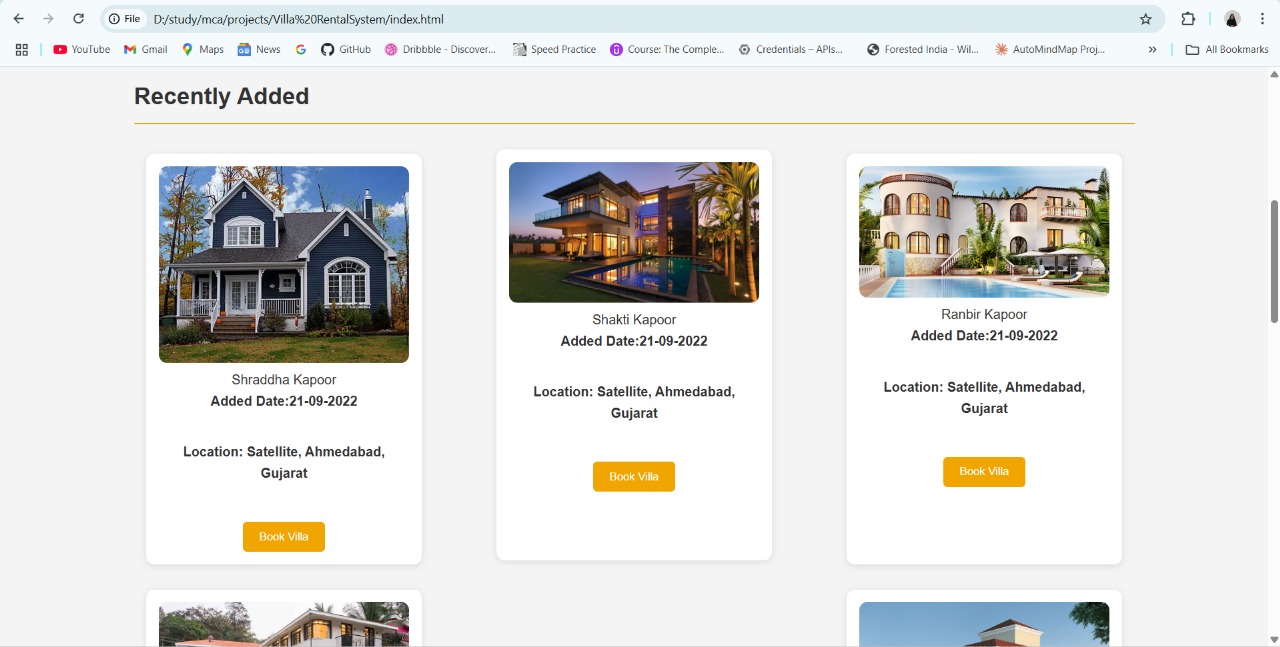 File
D:/study/mca/projects/Villa%20RentalSystem/index.html
YouTube
Gmail
Maps
News
GitHub
Dribbble - Discover...
Speed Practice
Course: The Comple...
Credentials – APIs...
Forested India - Wil...
AutoMindMap Proj...
»
All Bookmarks
Recently Added
Shraddha Kapoor
Added Date:21-09-2022
Location: Satellite, Ahmedabad,
Gujarat
Book Villa
Shakti Kapoor
Added Date:21-09-2022
Location: Satellite, Ahmedabad,
Gujarat
Book Villa
Ranbir Kapoor
Added Date:21-09-2022
Location: Satellite, Ahmedabad,
Gujarat
Book Villa